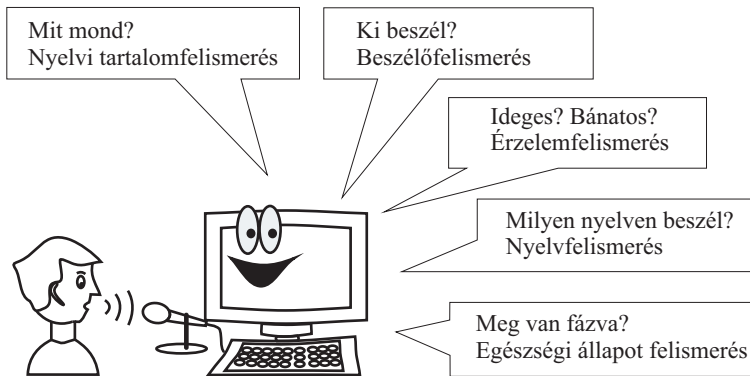 Mit mond?
Nyelvi tartalomfelismerés
Ki beszél?
Beszélőfelismerés
Ideges? Bánatos?
Érzelemfelismerés
Milyen nyelven beszél?
Nyelvfelismerés
Meg van fázva?
Egészségi állapot felismerés